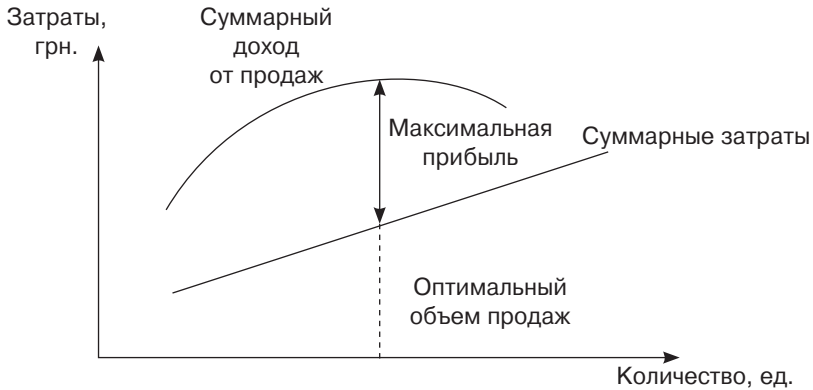 Затраты,
грн.
Суммарный
доход
от продаж
Максимальная
прибыль
Суммарные затраты
Оптимальный
объем продаж
Количество, ед.